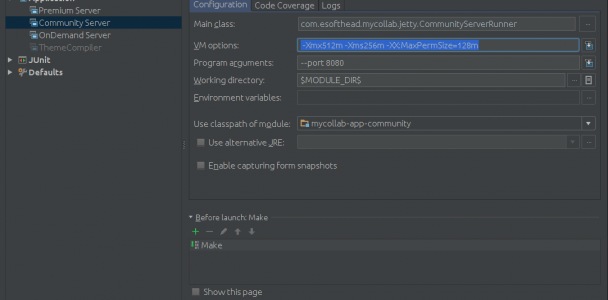 Application
Configuration Code Coverage Logs
Premium Server
Community Server
OnDemand Server
ThemeCompiler
JUnit
Defaults
Main class: com.esofthead.mycollab.jetty.CommunityServerRunner
VM options: -Xmx512m -Xms256m -XX:MaxPermSize=128m
Program arguments: --port 8080
Working directory: $MODULE_DIR$
Environment variables:
Use classpath of module: mycollab-app-community
Use alternative JRE:
Enable capturing form snapshots
Before launch: Make
Make
Show this page